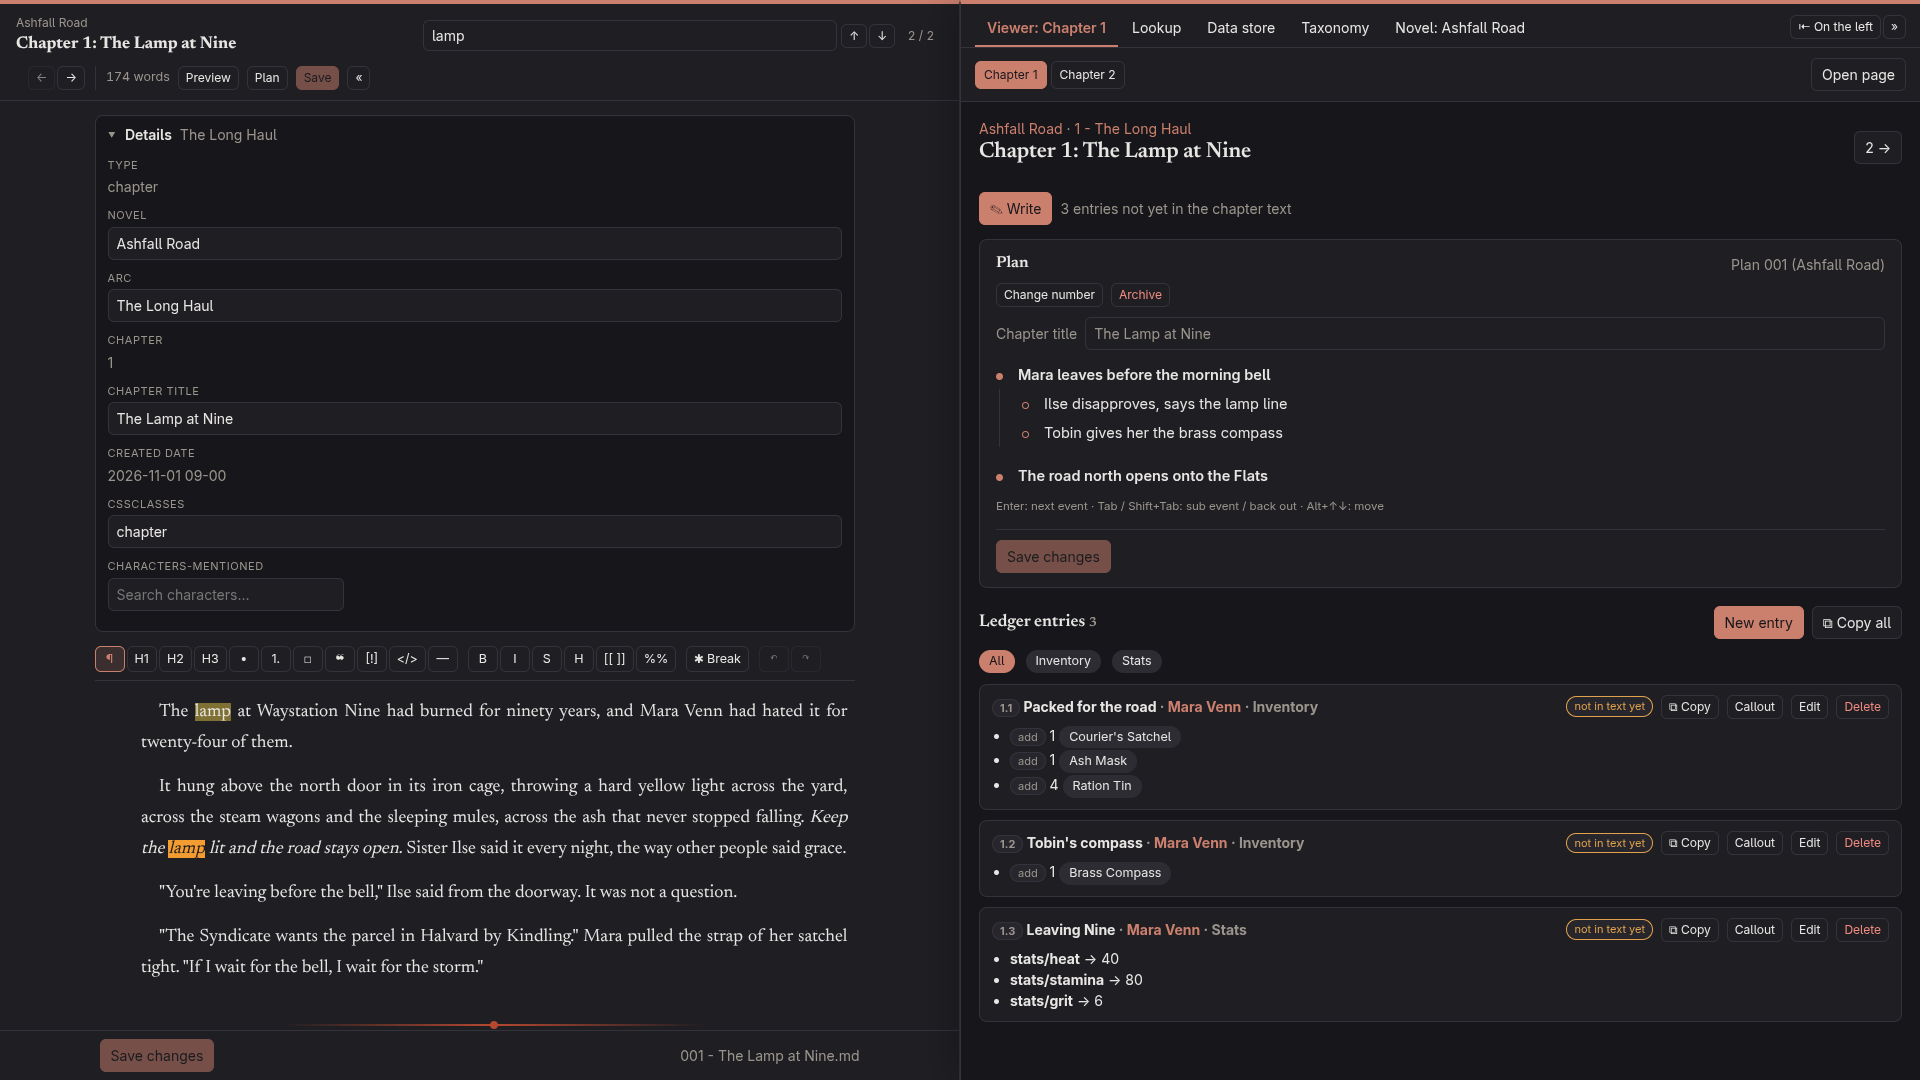 Ashfall Road
Chapter 1: The Lamp at Nine
lamp
↑ ↓ 2 / 2
← → 174 words Preview Plan Save «
▼ Details The Long Haul
TYPE
chapter
NOVEL
Ashfall Road
ARC
The Long Haul
CHAPTER
1
CHAPTER TITLE
The Lamp at Nine
CREATED DATE
2026-11-01 09-00
CSSCLASSES
chapter
CHARACTERS-MENTIONED
Search characters...
¶ H1 H2 H3 • 1. ☐ ❝ [!] </> — B I S H [[ ]] %% ✱ Break ↶ ↷
The lamp at Waystation Nine had burned for ninety years, and Mara Venn had hated it for
twenty-four of them.
It hung above the north door in its iron cage, throwing a hard yellow light across the yard,
across the steam wagons and the sleeping mules, across the ash that never stopped falling. Keep
the lamp lit and the road stays open. Sister Ilse said it every night, the way other people said grace.
"You're leaving before the bell," Ilse said from the doorway. It was not a question.
"The Syndicate wants the parcel in Halvard by Kindling." Mara pulled the strap of her satchel
tight. "If I wait for the bell, I wait for the storm."
Save changes 001 - The Lamp at Nine.md
Viewer: Chapter 1 Lookup Data store Taxonomy Novel: Ashfall Road ⇤ On the left »
Chapter 1 Chapter 2 Open page
Ashfall Road · 1 - The Long Haul
Chapter 1: The Lamp at Nine
2 →
✎ Write 3 entries not yet in the chapter text
Plan Plan 001 (Ashfall Road)
Change number Archive
Chapter title The Lamp at Nine
Mara leaves before the morning bell
Ilse disapproves, says the lamp line
Tobin gives her the brass compass
The road north opens onto the Flats
Enter: next event · Tab / Shift+Tab: sub event / back out · Alt+↑↓: move
Save changes
Ledger entries 3 New entry ⧉ Copy all
All Inventory Stats
1.1 Packed for the road · Mara Venn · Inventory not in text yet ⧉ Copy Callout Edit Delete
• add 1 Courier's Satchel
• add 1 Ash Mask
• add 4 Ration Tin
1.2 Tobin's compass · Mara Venn · Inventory not in text yet ⧉ Copy Callout Edit Delete
• add 1 Brass Compass
1.3 Leaving Nine · Mara Venn · Stats not in text yet ⧉ Copy Callout Edit Delete
• stats/heat → 40
• stats/stamina → 80
• stats/grit → 6